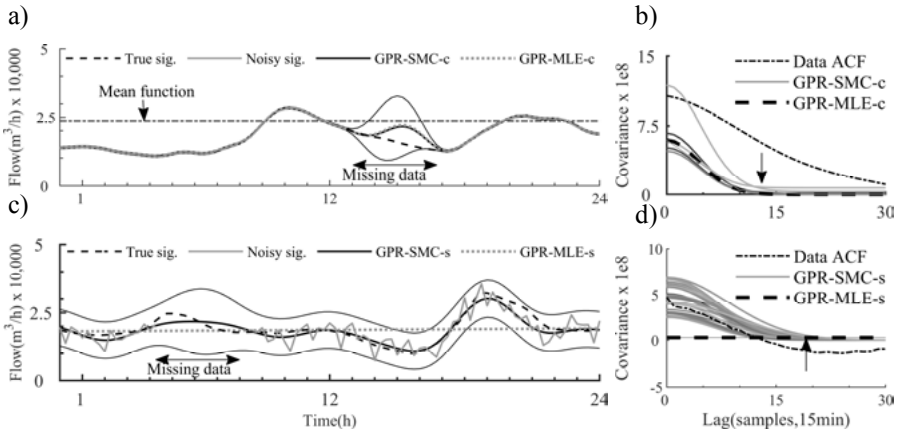 a)
5
True sig.
Noisy sig.
GPR-SMC-c
GPR-MLE-c
Mean function
2.5
Missing data
0
1
12
24
Flow(m³/h) x 10,000
b)
15
Data ACF
GPR-SMC-c
GPR-MLE-c
7.5
0
0
15
30
Covariance x 1e8
c)
5
True sig.
Noisy sig.
GPR-SMC-s
GPR-MLE-s
2.5
Missing data
0
1
12
24
Flow(m³/h) x 10,000
Time(h)
d)
10
Data ACF
GPR-SMC-s
GPR-MLE-s
5
0
-5
0
15
30
Covariance x 1e8
Lag(samples,15min)